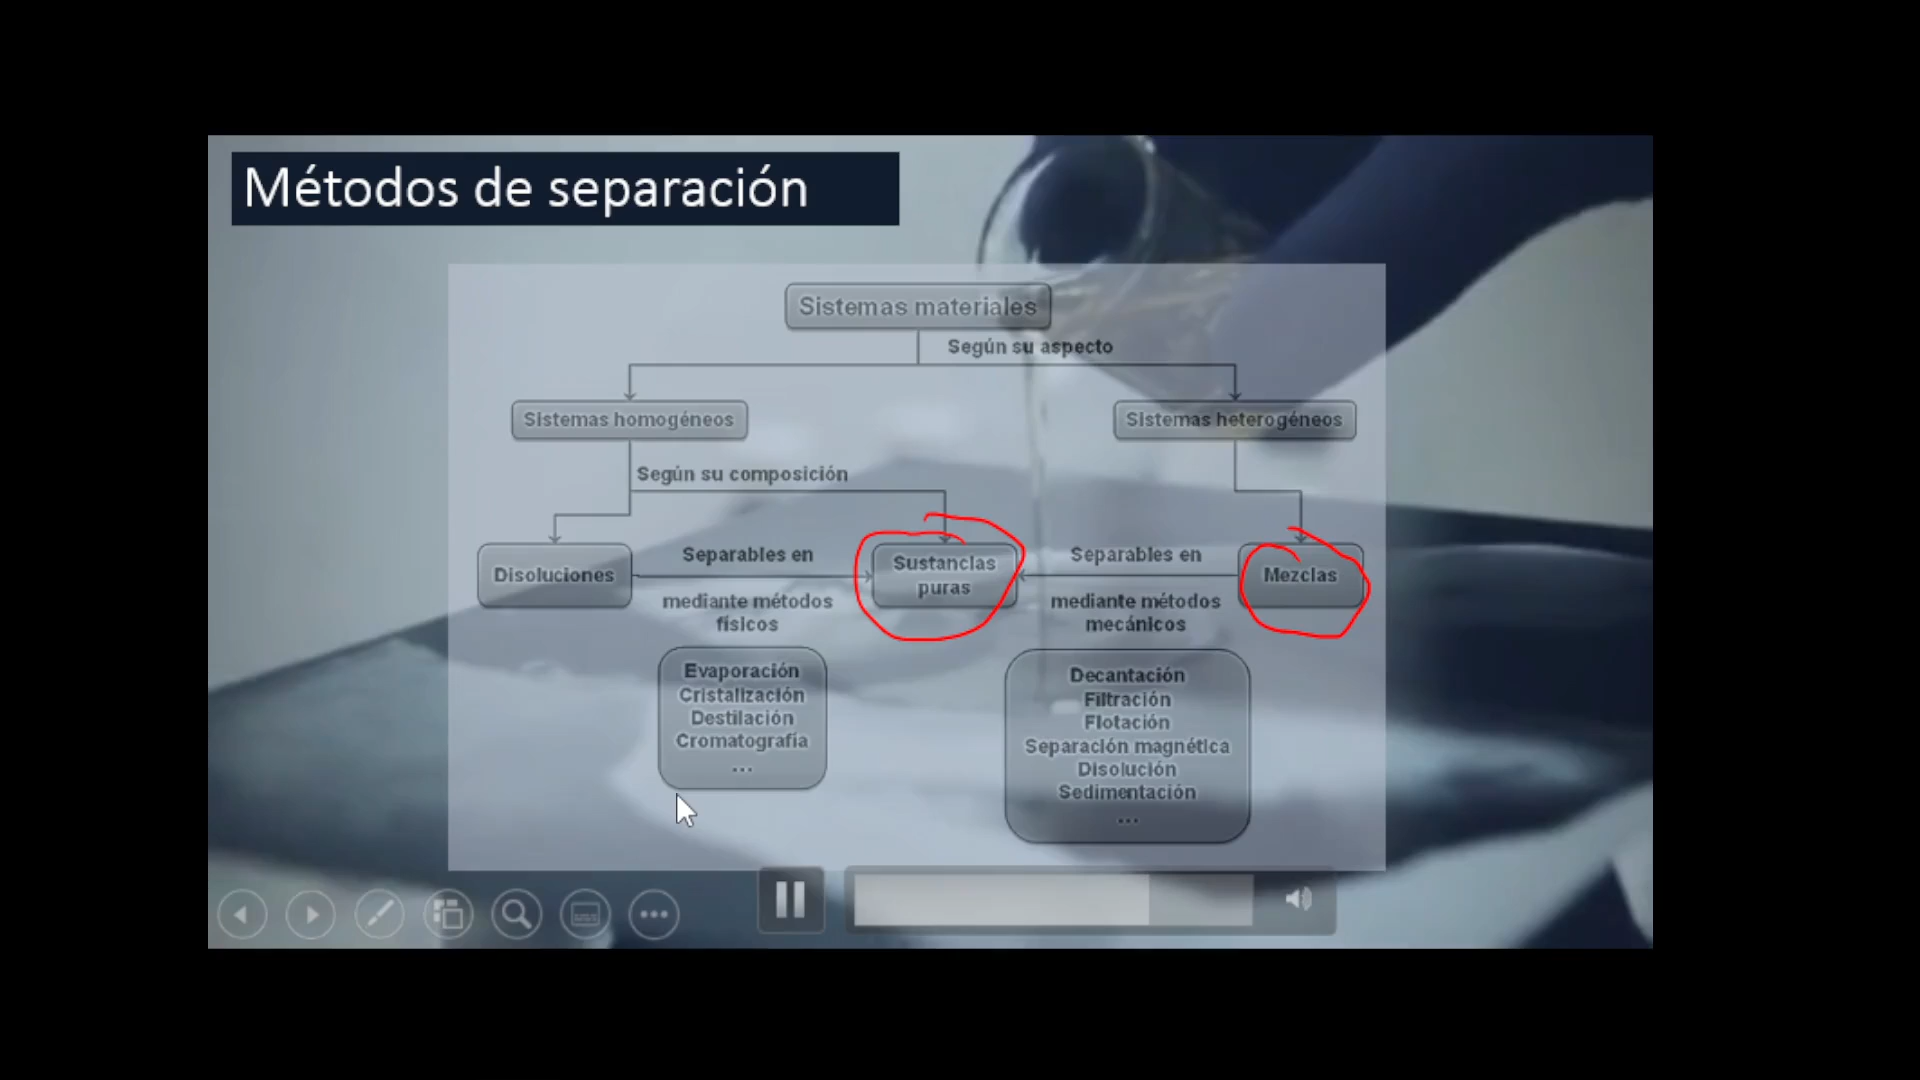 Métodos de separación
Sistemas materiales
Según su aspecto
Sistemas homogéneos
Sistemas heterogéneos
Según su composición
Disoluciones
Separables en
mediante métodos
físicos
Sustancias
puras
Separables en
mediante métodos
mecánicos
Mezclas
Evaporación
Cristalización
Destilación
Cromatografía
...
Decantación
Filtración
Flotación
Separación magnética
Disolución
Sedimentación
...